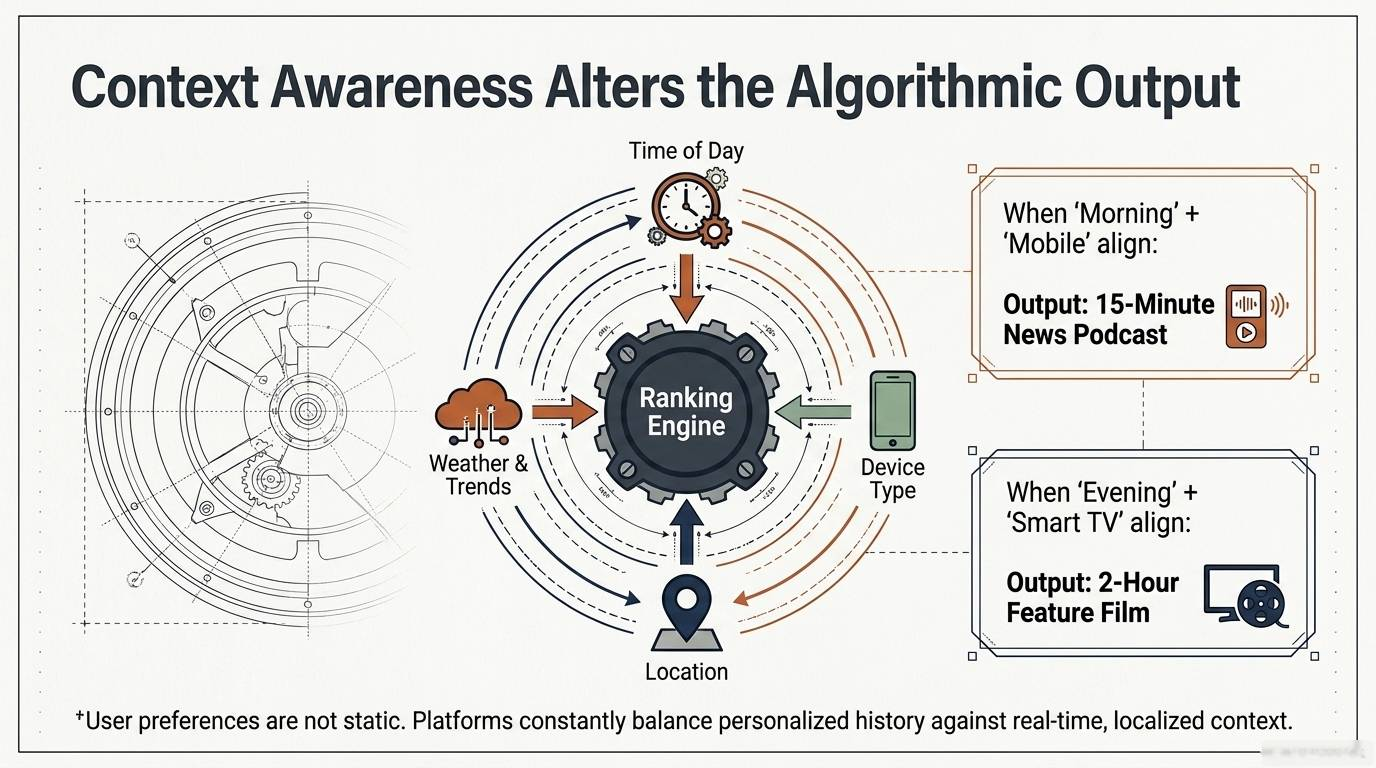 Context Awareness Alters the Algorithmic Output
Time of Day
Weather &
Trends
Ranking
Engine
Device
Type
Location
When ‘Morning’ +
‘Mobile’ align:
Output: 15-Minute
News Podcast
When ‘Evening’ +
‘Smart TV’ align:
Output: 2-Hour
Feature Film
†User preferences are not static. Platforms constantly balance personalized history against real-time, localized context.